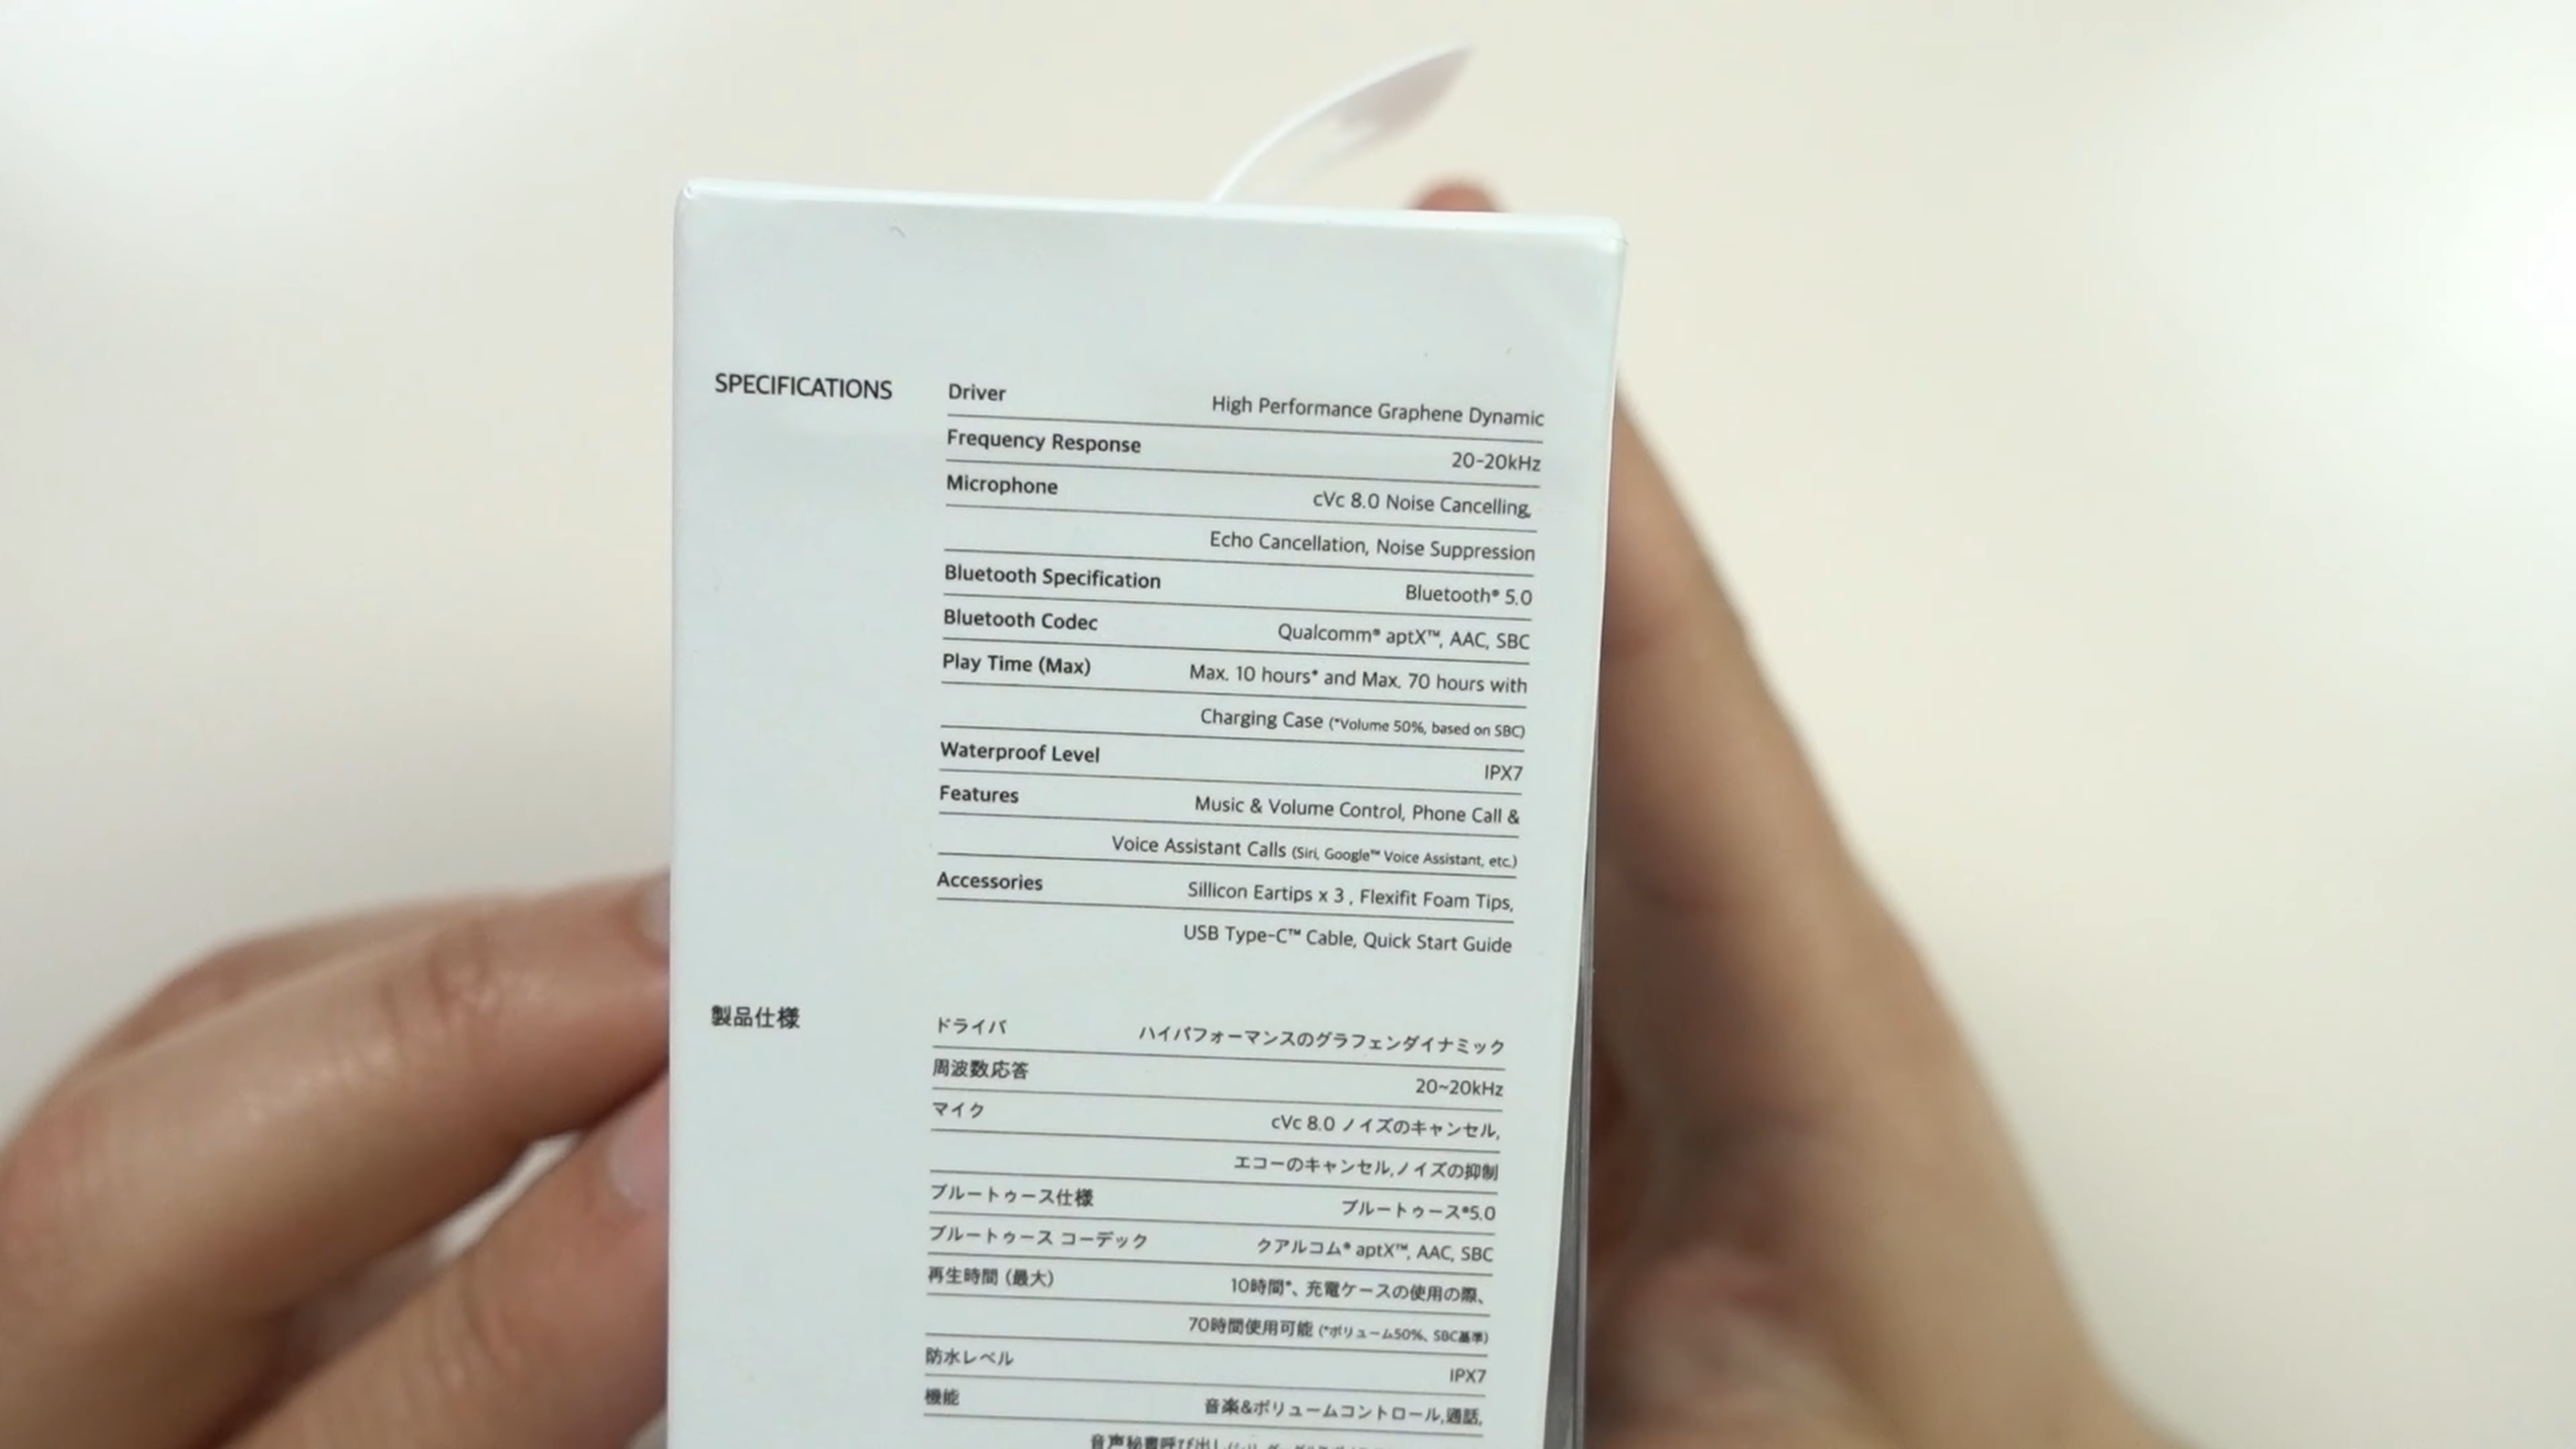 SPECIFICATIONS
Driver High Performance Graphene Dynamic
Frequency Response 20-20kHz
Microphone cVc 8.0 Noise Cancelling,
Echo Cancellation, Noise Suppression
Bluetooth Specification Bluetooth® 5.0
Bluetooth Codec Qualcomm® aptX™, AAC, SBC
Play Time (Max) Max. 10 hours* and Max. 70 hours with
Charging Case (*Volume 50%, based on SBC)
Waterproof Level IPX7
Features Music & Volume Control, Phone Call &
Voice Assistant Calls (Siri, Google™ Voice Assistant, etc.)
Accessories Sillicon Eartips x 3 , Flexifit Foam Tips,
USB Type-C™ Cable, Quick Start Guide
製品仕様
ドライバ ハイパフォーマンスのグラフェンダイナミック
周波数応答 20~20kHz
マイク cVc 8.0 ノイズのキャンセル,
エコーのキャンセル,ノイズの抑制
ブルートゥース仕様 ブルートゥース®5.0
ブルートゥース コーデック クアルコム® aptX™, AAC, SBC
再生時間 (最大) 10時間*、充電ケースの使用の際、
70時間使用可能 (*ボリューム50%、SBC基準)
防水レベル IPX7
機能 音楽&ボリュームコントロール,通話,
音声秘書呼び出し